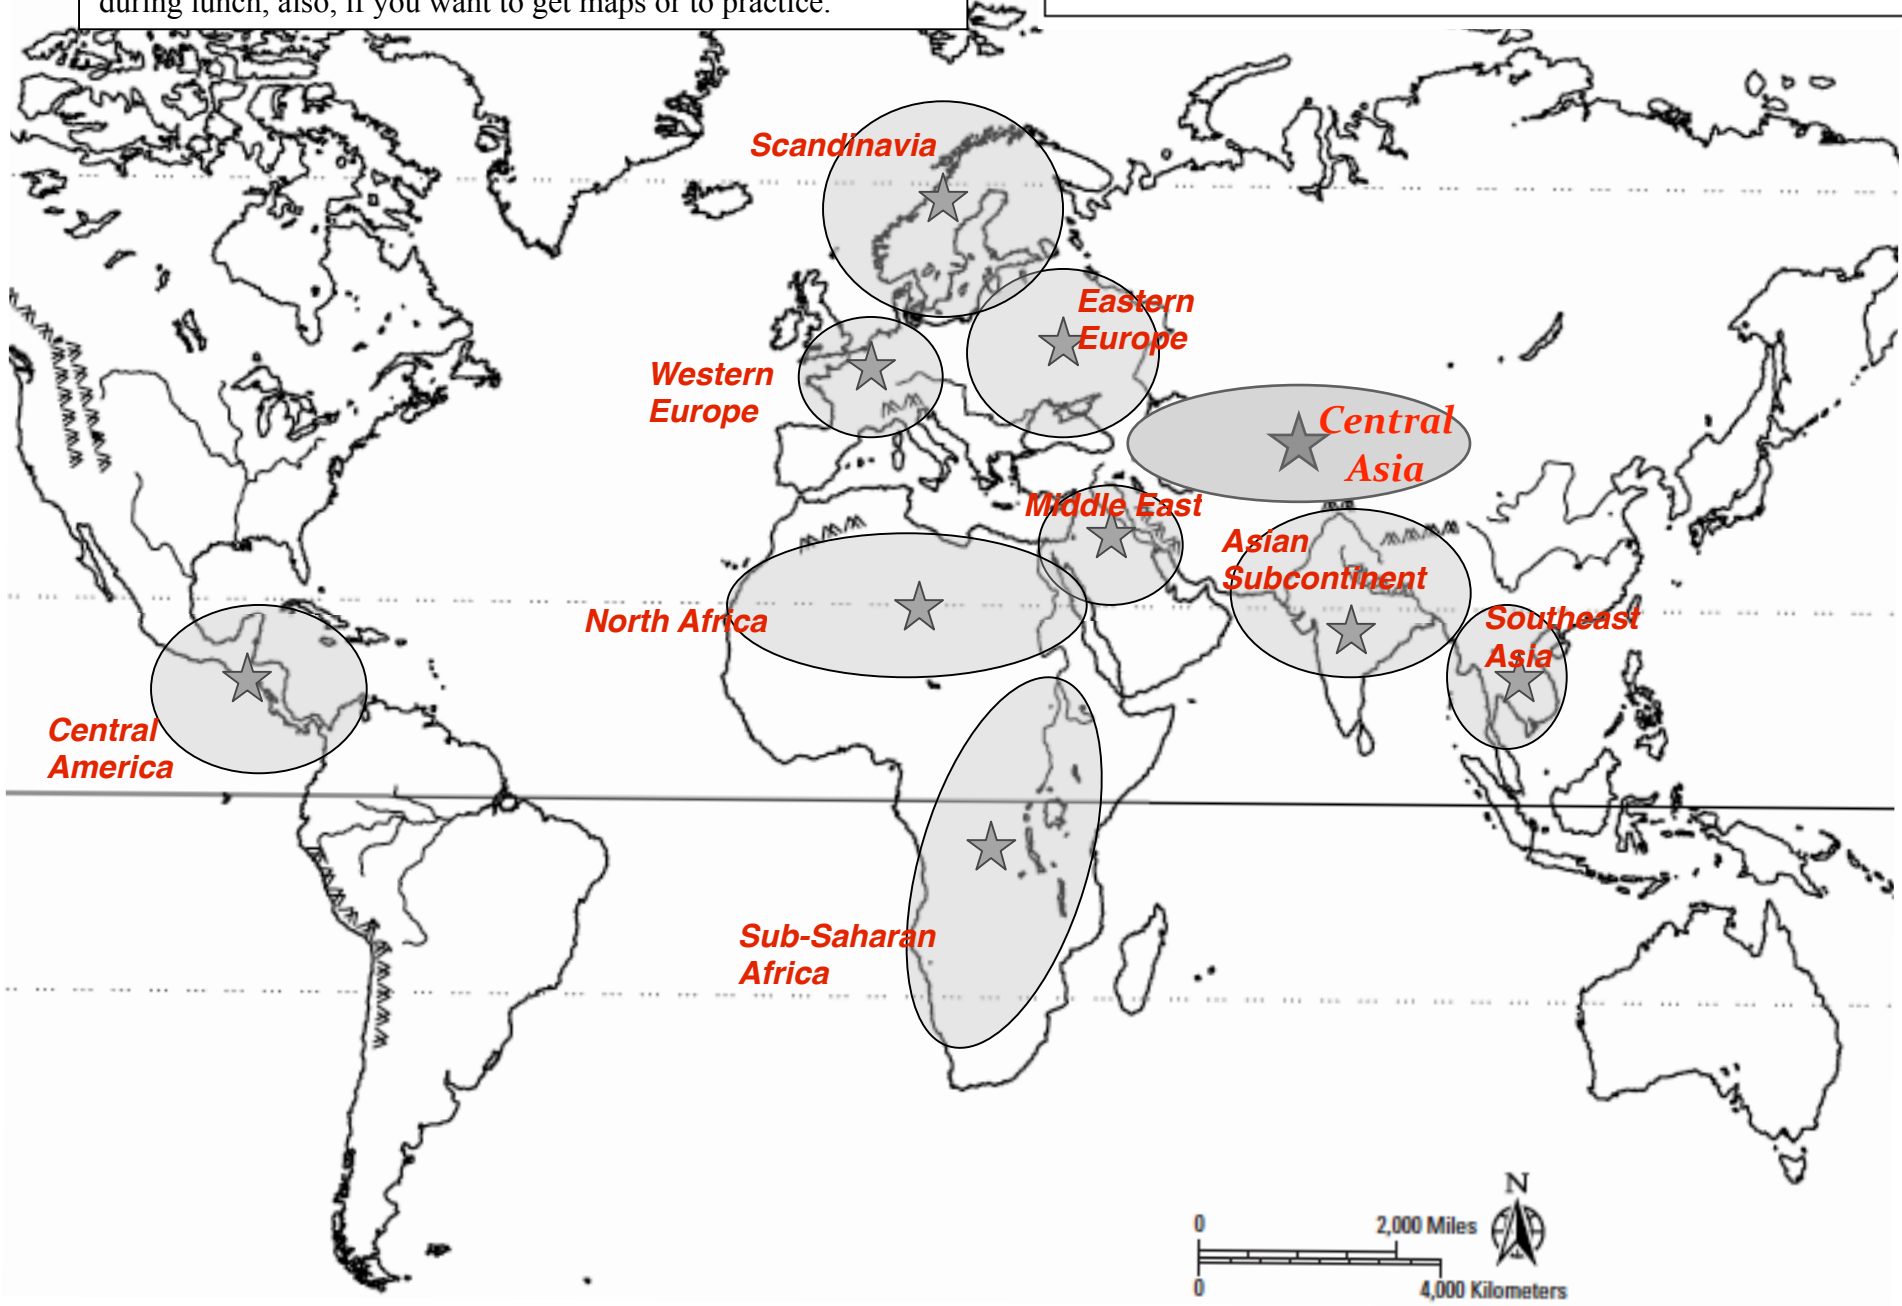 during lunch, also, if you want to get maps or to practice.
Scandinavia
Eastern
Europe
Western
Europe
Central
Asia
Middle East
Asian
Subcontinent
North Africa
Southeast
Asia
Central
America
Sub-Saharan
Africa
N
0
2,000 Miles
0
4,000 Kilometers